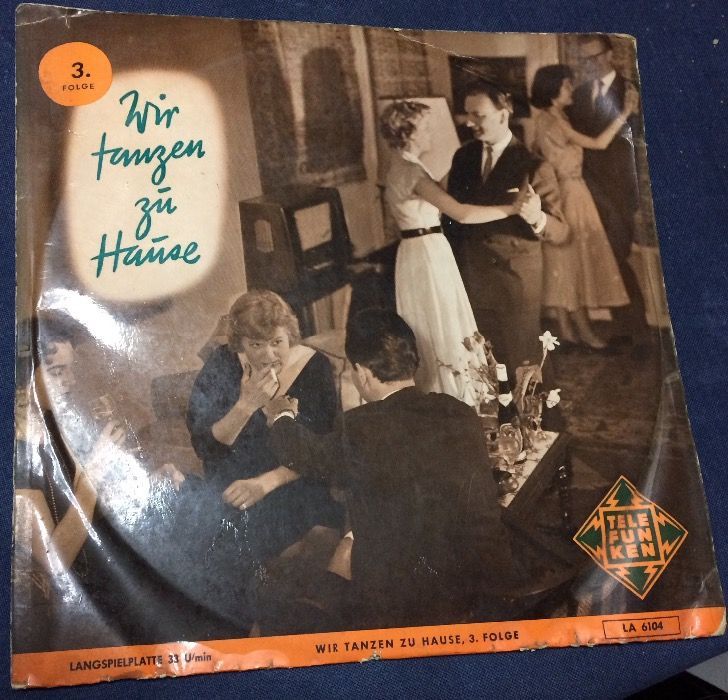 3.
FOLGE
Wir
tanzen
zu
Hause
TELE
FUN
KEN
LA 6104
LANGSPIELPLATTE 33 U/min
WIR TANZEN ZU HAUSE, 3. FOLGE